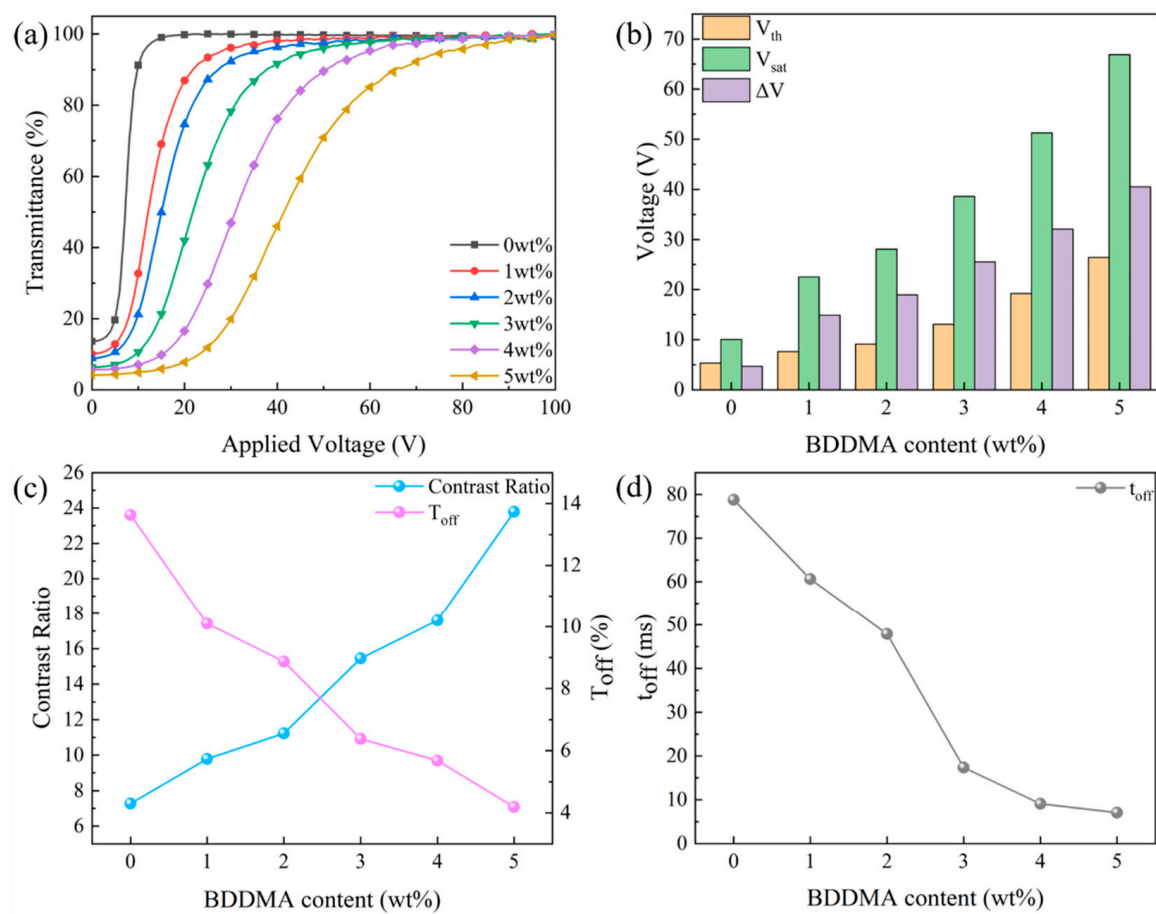 (a)
Transmittance (%)
100
80
60
40
20
0
0wt%
1wt%
2wt%
3wt%
4wt%
5wt%
0 20 40 60 80 100
Applied Voltage (V)
(b)
Voltage (V)
70
60
50
40
30
20
10
0
Vth
Vsat
ΔV
0 1 2 3 4 5
BDDMA content (wt%)
(c)
Contrast Ratio
26
24
22
20
18
16
14
12
10
8
6
Contrast Ratio
Toff
14
12
10
8
6
4
Toff (%)
0 1 2 3 4 5
BDDMA content (wt%)
(d)
toff (ms)
80
70
60
50
40
30
20
10
0
toff
0 1 2 3 4 5
BDDMA content (wt%)